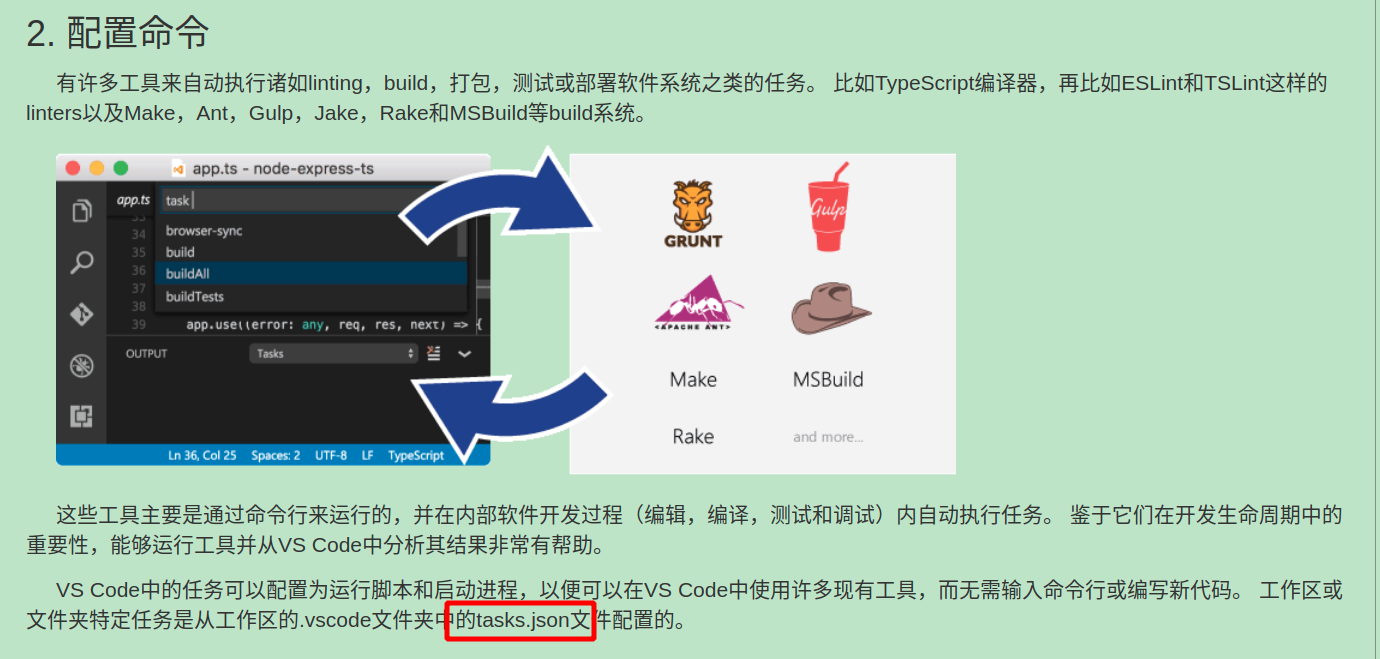 2. 配置命令
有许多工具来自动执行诸如linting，build，打包，测试或部署软件系统之类的任务。 比如TypeScript编译器，再比如ESLint和TSLint这样的
linters以及Make，Ant，Gulp，Jake，Rake和MSBuild等build系统。
app.ts - node-express-ts
app.ts
task
33
34
browser-sync
35
build
36
buildAll
37
buildTests
38
39
app.use((error: any, req, res, next) => {
OUTPUT
Tasks
Ln 36, Col 25 Spaces: 2 UTF-8 LF TypeScript
GRUNT
Gulp
<APACHE ANT>
Make
MSBuild
Rake
and more...
这些工具主要是通过命令行来运行的，并在内部软件开发过程（编辑，编译，测试和调试）内自动执行任务。 鉴于它们在开发生命周期中的
重要性，能够运行工具并从VS Code中分析其结果非常有帮助。
VS Code中的任务可以配置为运行脚本和启动进程，以便可以在VS Code中使用许多现有工具，而无需输入命令行或编写新代码。 工作区或
文件夹特定任务是从工作区的.vscode文件夹中的tasks.json文件配置的。